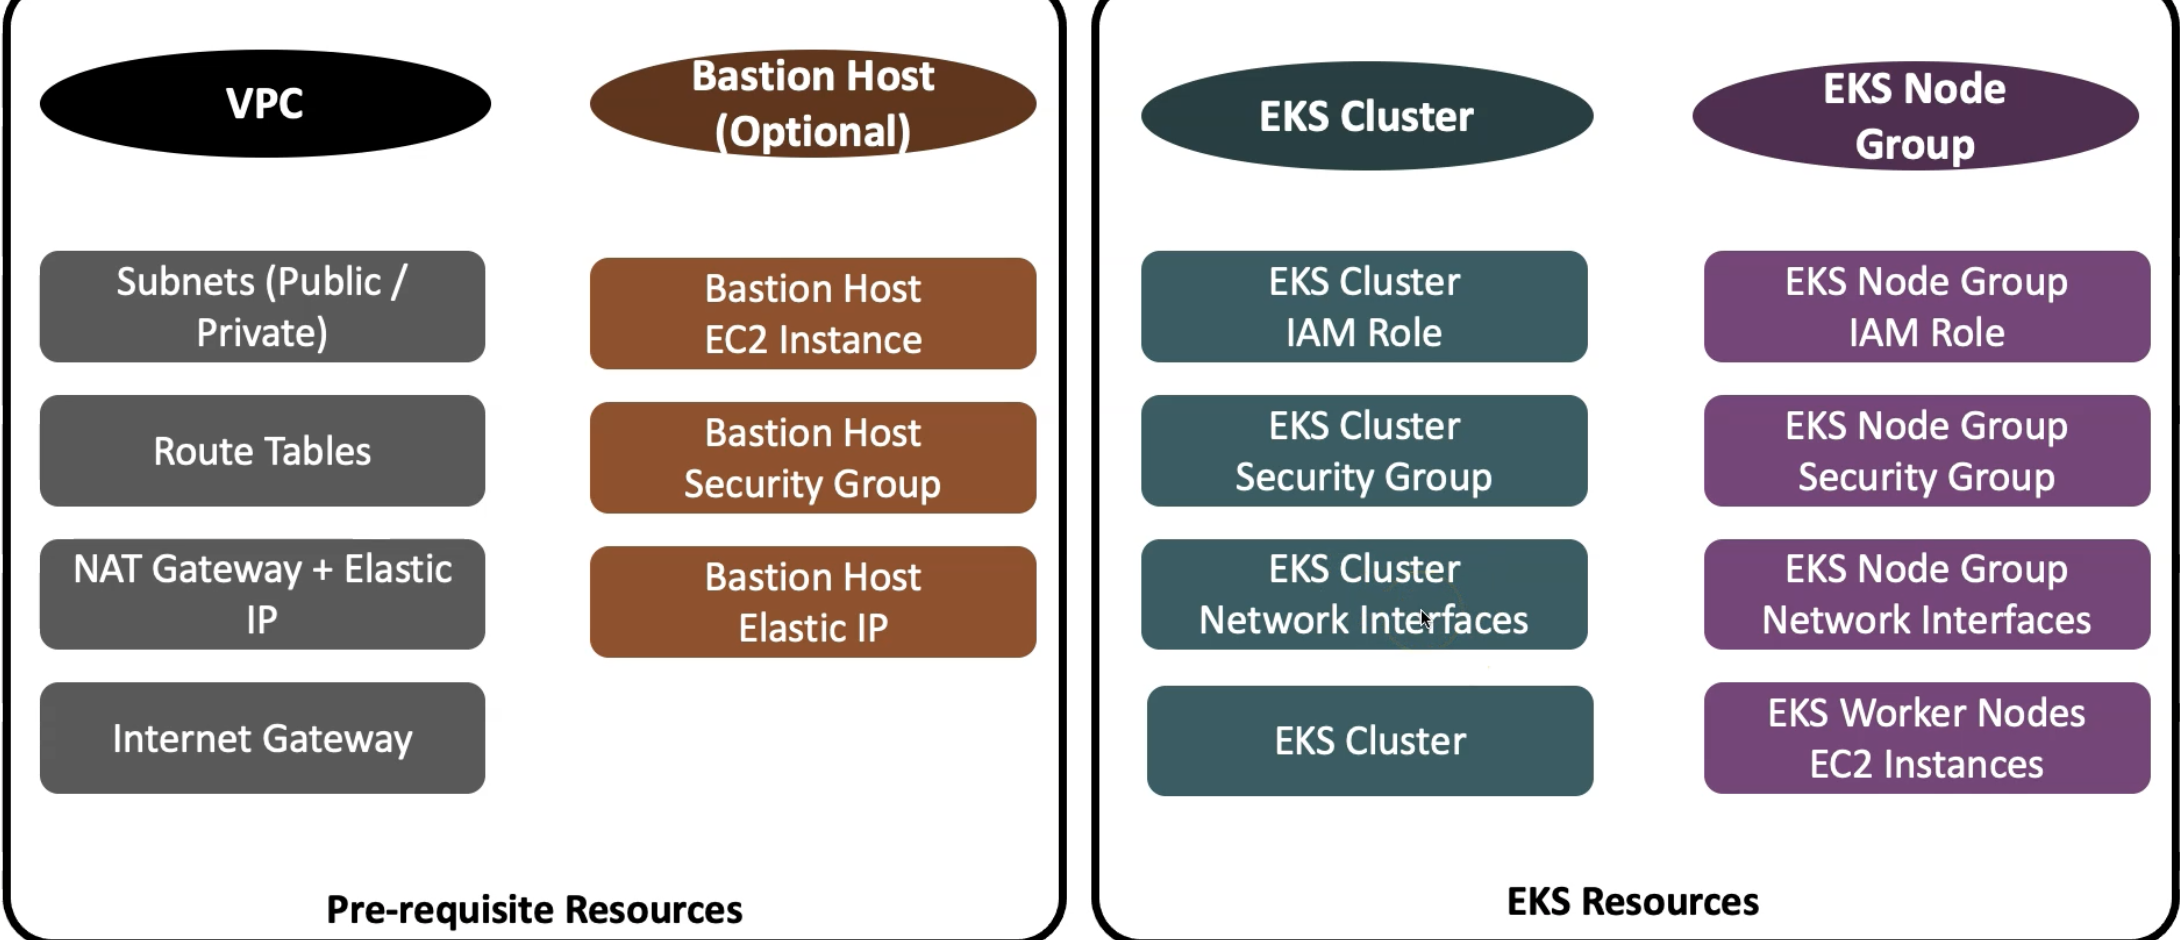 VPC
Subnets (Public /
Private)
Route Tables
NAT Gateway + Elastic
IP
Internet Gateway
Bastion Host
(Optional)
Bastion Host
EC2 Instance
Bastion Host
Security Group
Bastion Host
Elastic IP
Pre-requisite Resources
EKS Cluster
EKS Cluster
IAM Role
EKS Cluster
Security Group
EKS Cluster
Network Interfaces
EKS Cluster
EKS Node
Group
EKS Node Group
IAM Role
EKS Node Group
Security Group
EKS Node Group
Network Interfaces
EKS Worker Nodes
EC2 Instances
EKS Resources